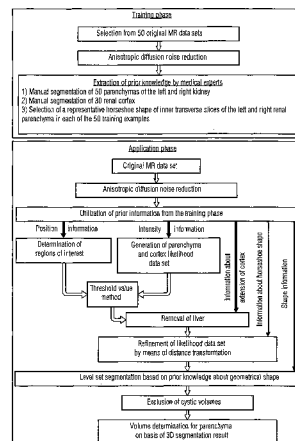 Training phase
Selection from 50 original MR data sets
Anisotropic diffusion noise reduction
Extraction of prior knowledge by medical experts
1) Manual segmentation of 50 parenchymas of the left and right kidney
2) Manual segmentation of 30 renal cortex
3) Selection of a representative horseshoe shape of inner transverse slices of the left and right renal
parenchyma in each of the 50 training examples
Application phase
Original MR data set
Anisotropic diffusion noise reduction
Utilization of prior information from the training phase
Position information
Intensity information
Determination of
regions of interest
Generation of parenchyma
and cortex likelihood
data set
Information about
extension of cortex
Information about horseshoe shape
Shape information
Threshold value
method
Removal of liver
Refinement of likelihood data set
by means of distance transformation
Level set segmentation based on prior knowledge about geometrical shape
Exclusion of cystic volumes
Volume determination for parenchyma
on basis of 3D segmentation result